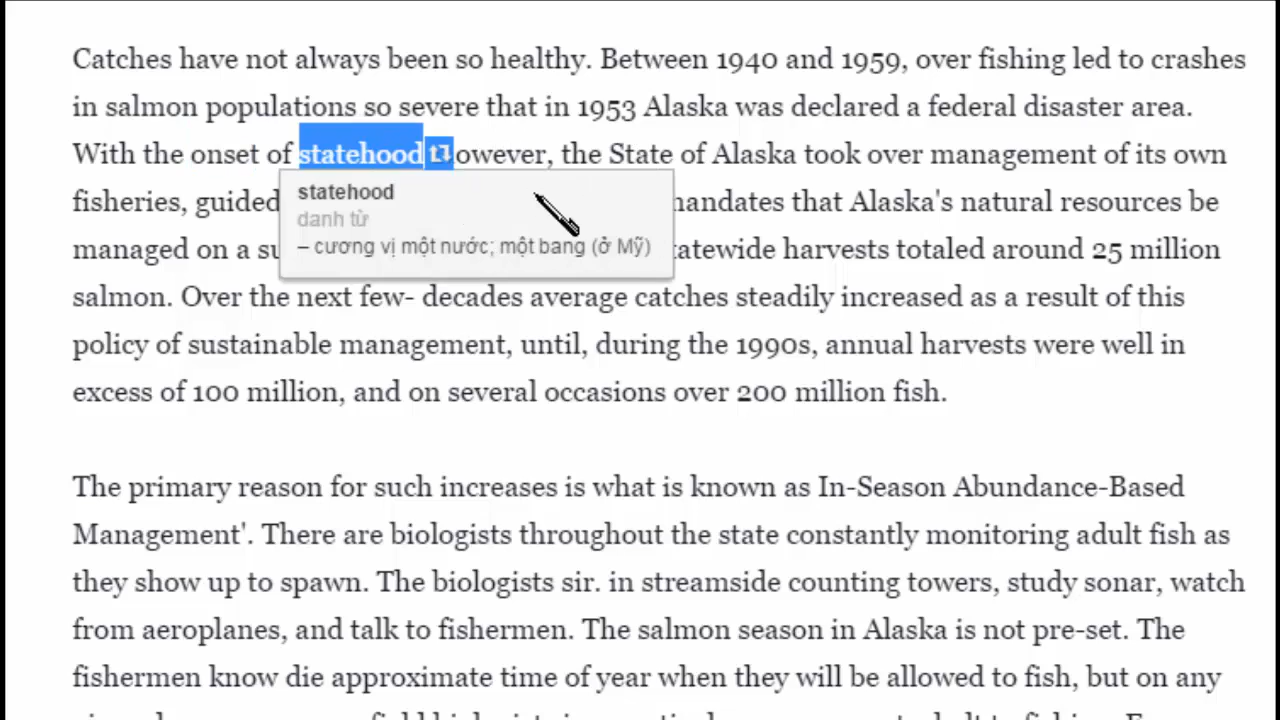 Catches have not always been so healthy. Between 1940 and 1959, over fishing led to crashes
in salmon populations so severe that in 1953 Alaska was declared a federal disaster area.
With the onset of statehood owever, the State of Alaska took over management of its own
fisheries, guided andates that Alaska's natural resources be
managed on a su atewide harvests totaled around 25 million
statehood
danh từ
– cương vị một nước; một bang (ở Mỹ)
salmon. Over the next few- decades average catches steadily increased as a result of this
policy of sustainable management, until, during the 1990s, annual harvests were well in
excess of 100 million, and on several occasions over 200 million fish.
The primary reason for such increases is what is known as In-Season Abundance-Based
Management'. There are biologists throughout the state constantly monitoring adult fish as
they show up to spawn. The biologists sir. in streamside counting towers, study sonar, watch
from aeroplanes, and talk to fishermen. The salmon season in Alaska is not pre-set. The
fishermen know die approximate time of year when they will be allowed to fish, but on any